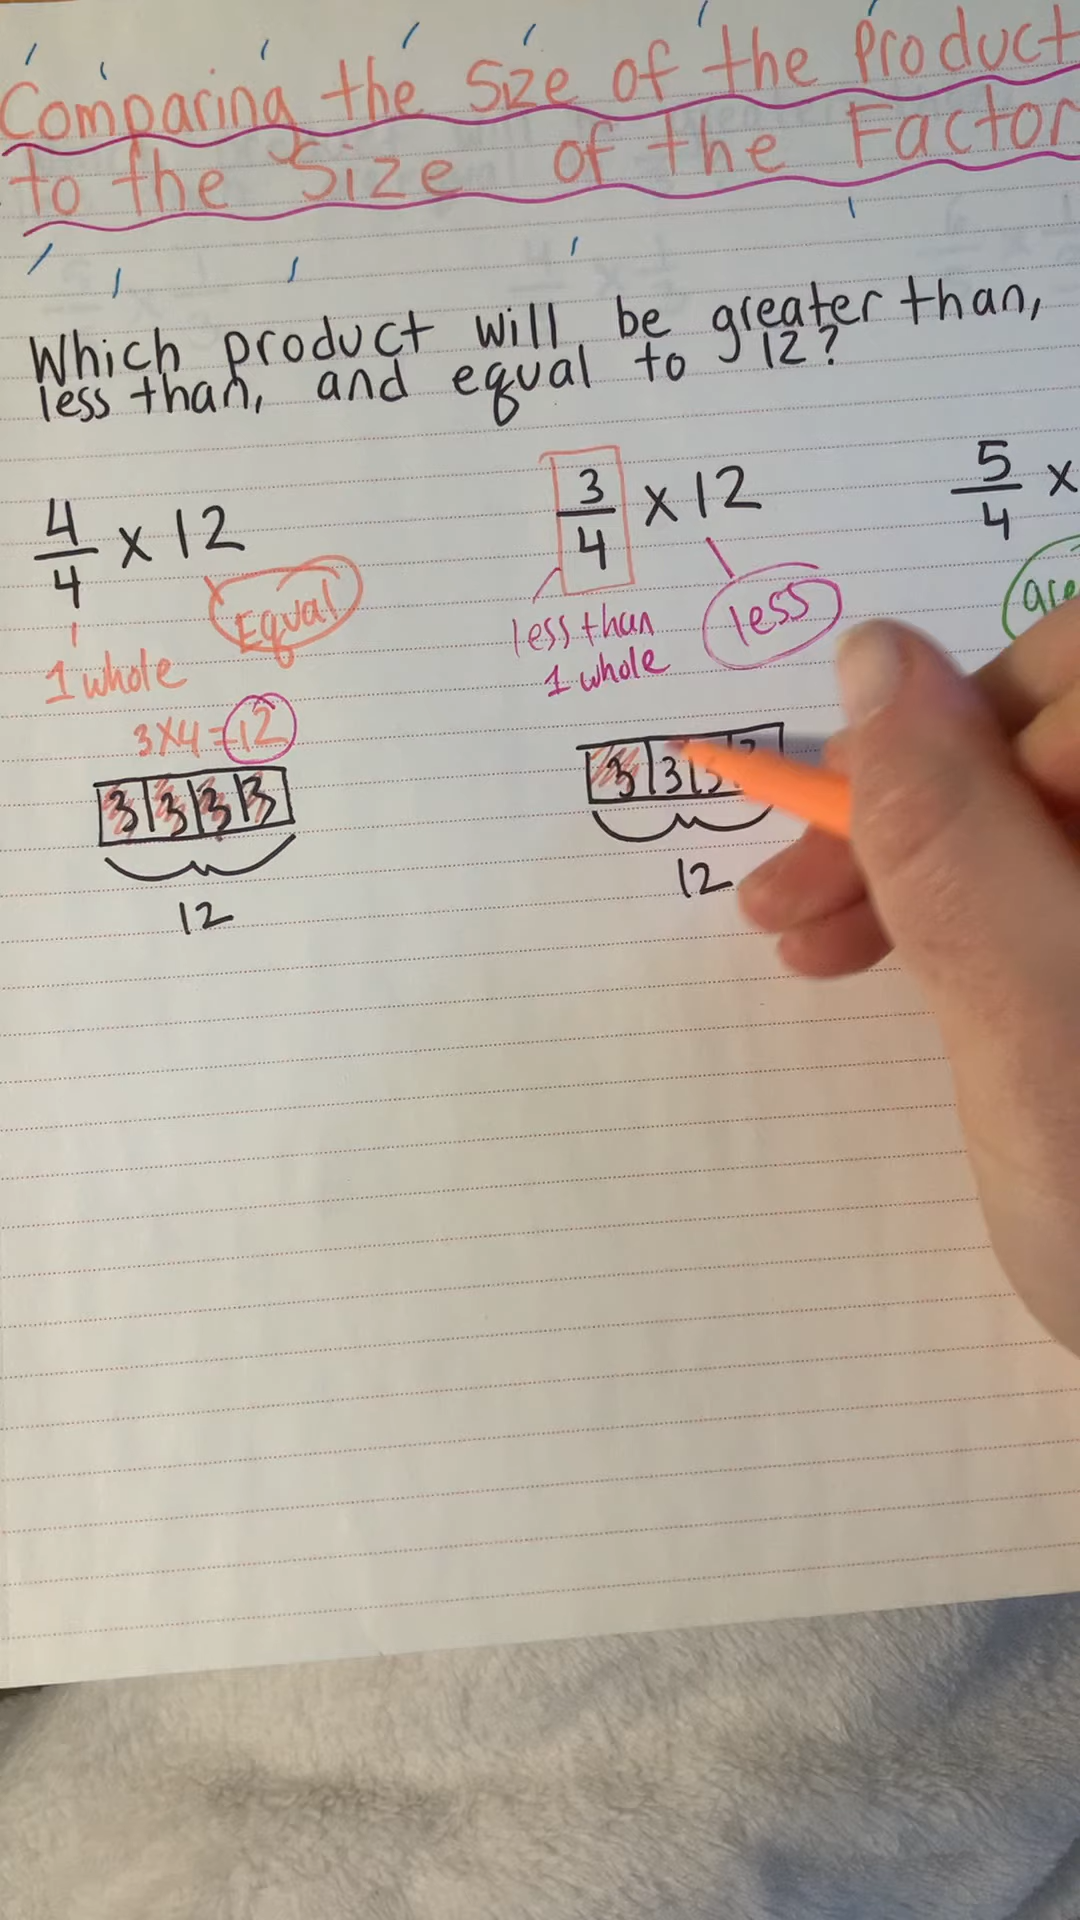 Comparing the Size of the Product
to the Size of the Factor
Which product will be greater than,
less than, and equal to 12?
4/4 x 12
3/4 x 12
5/4 x
Equal
less than
1 whole
less
1 whole
3x4=12
3 3 3 3
12
3 3 3
12